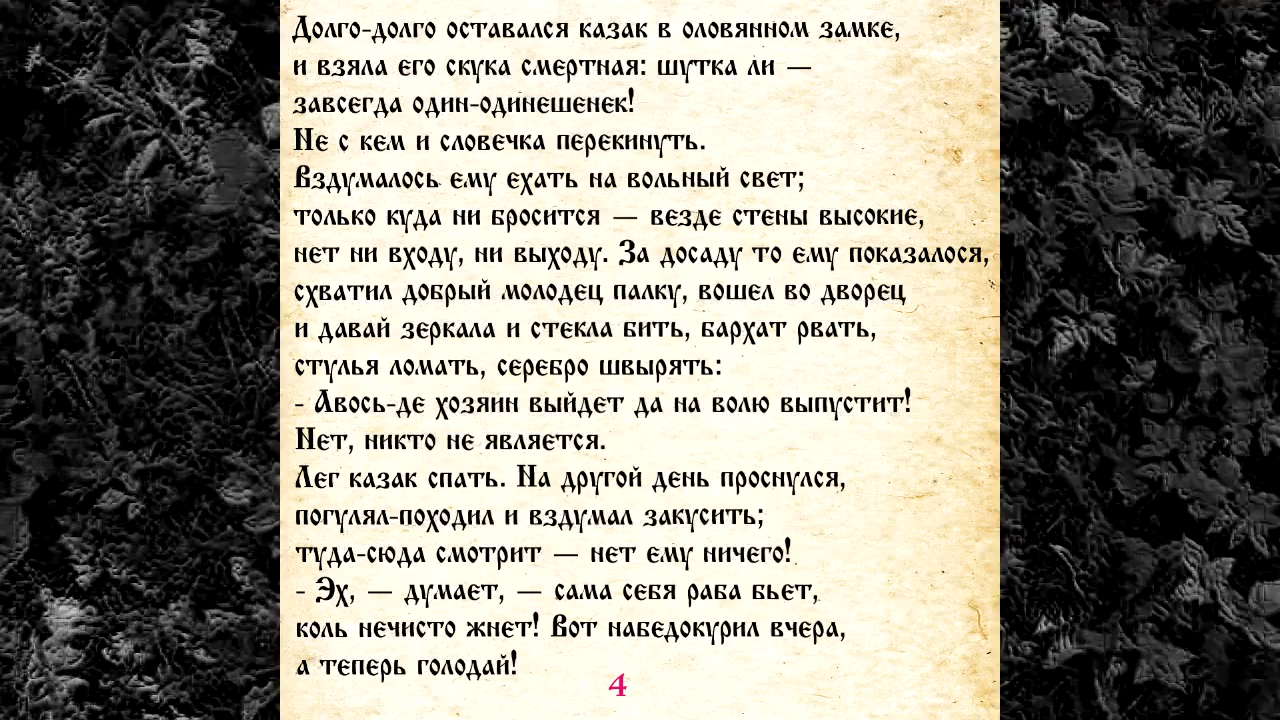 Долго-долго оставался казак в оловянном замке,
и взяла его скука смертная: шутка ли —
завсегда один-одинешенек!
Не с кем и словечка перекинуть.
Вздумалось ему ехать на вольный свет;
только куда ни бросится — везде стены высокие,
нет ни входу, ни выходу. За досаду то ему показалося,
схватил добрый молодец палку, вошел во дворец
и давай зеркала и стекла бить, бархат рвать,
стулья ломать, серебро швырять:
- Авось-де хозяин выйдет да на волю выпустит!
Нет, никто не является.
Лег казак спать. На другой день проснулся,
погулял-походил и вздумал закусить;
туда-сюда смотрит — нет ему ничего!
- Эх, — думает, — сама себя раба бьет,
коль нечисто жнет! Вот набедокурил вчера,
а теперь голодай!
4